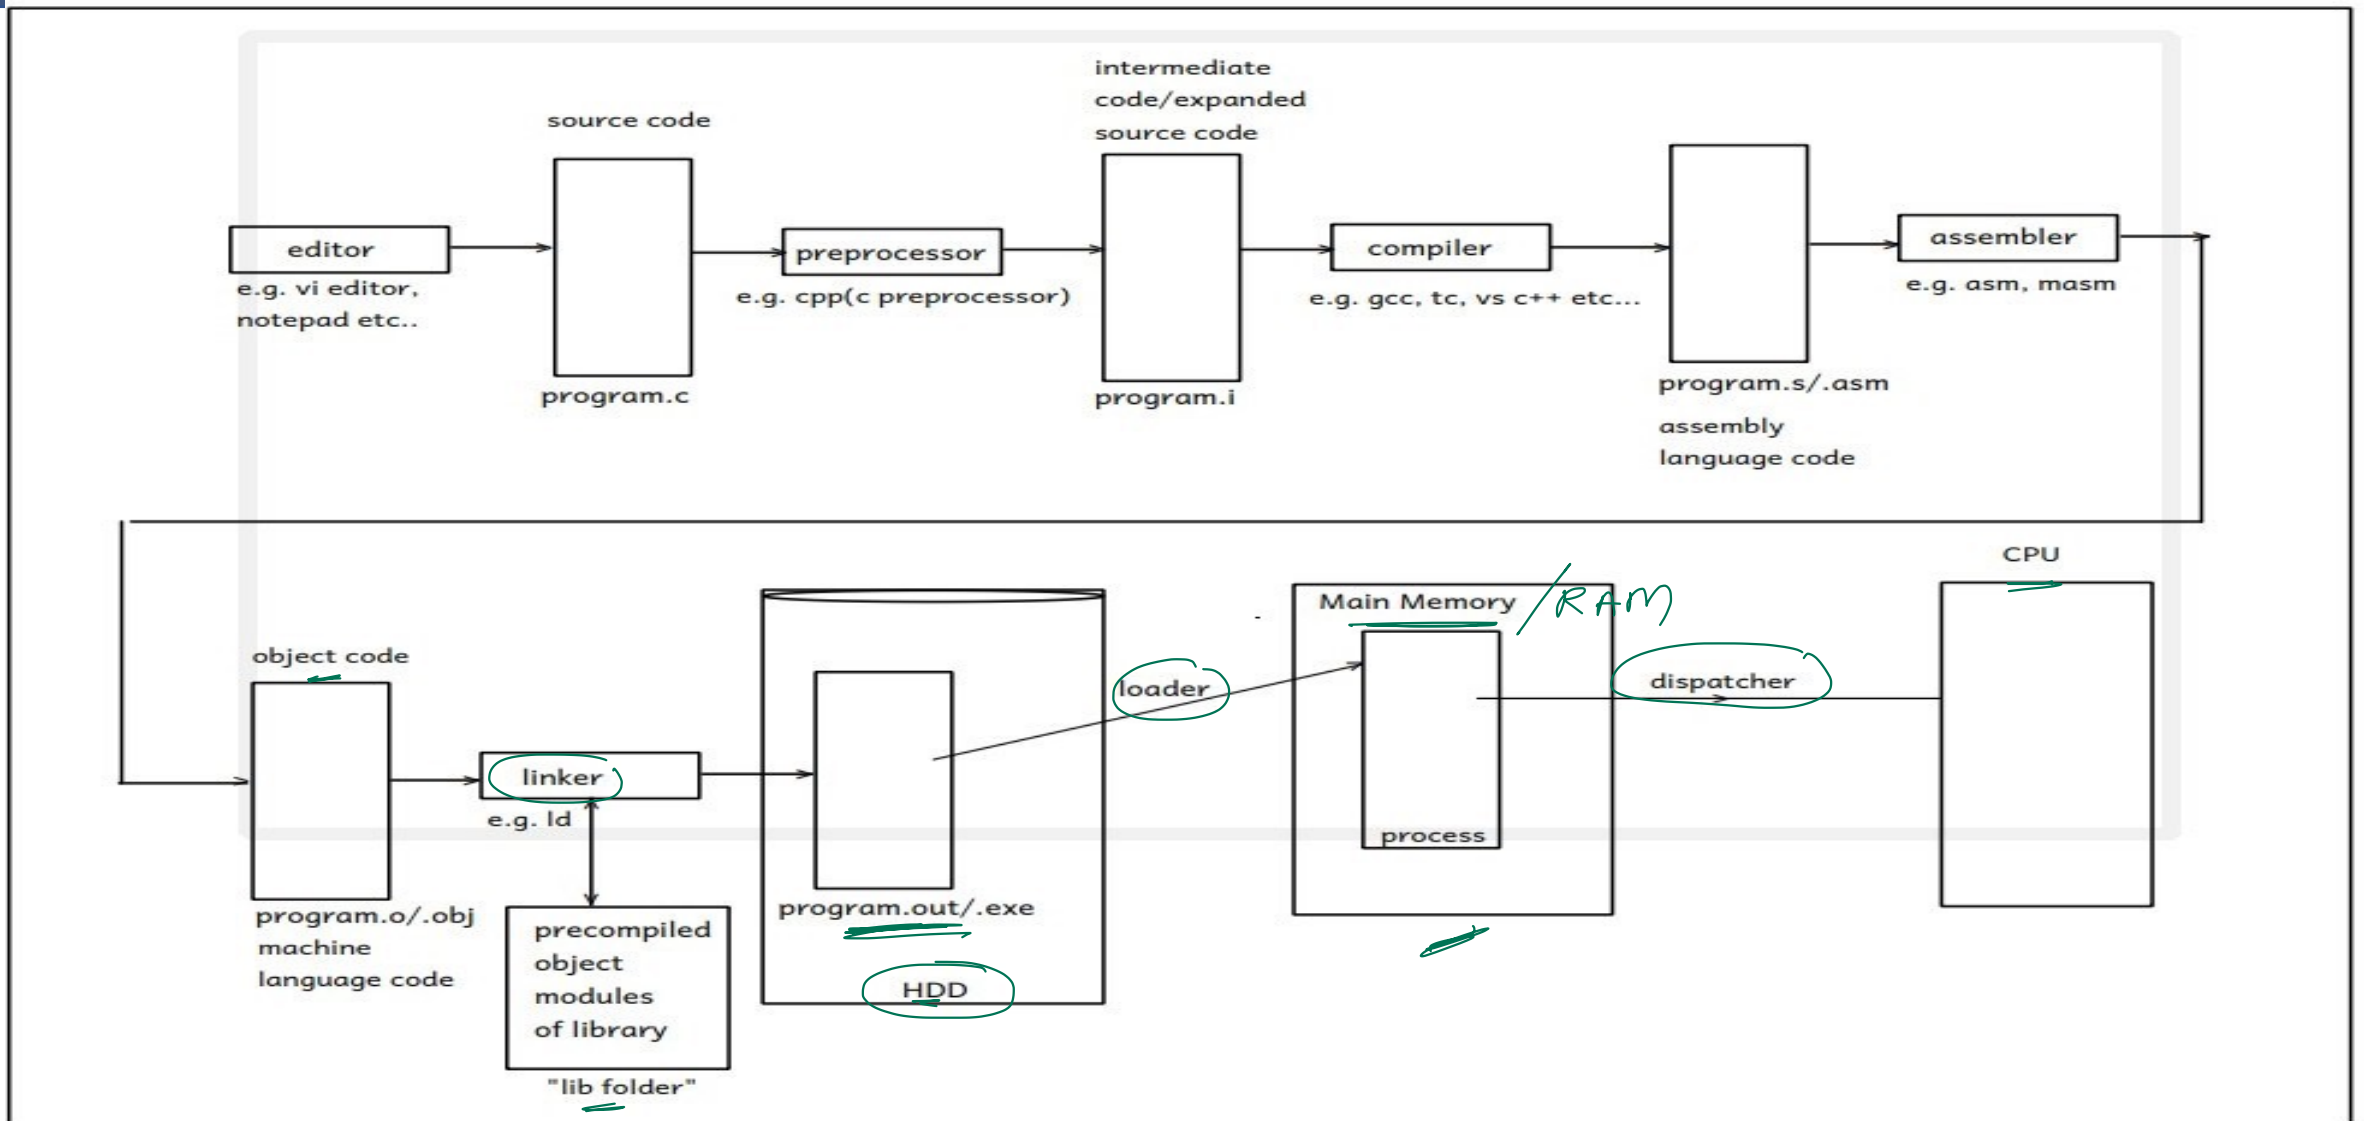 source code
intermediate
code/expanded
source code
editor
e.g. vi editor,
notepad etc..
program.c
preprocessor
e.g. cpp(c preprocessor)
program.i
compiler
e.g. gcc, tc, vs c++ etc...
program.s/.asm
assembly
language code
assembler
e.g. asm, masm
object code
program.o/.obj
machine
language code
linker
e.g. ld
precompiled
object
modules
of library
"lib folder"
program.out/.exe
HDD
loader
Main Memory /RAM
process
dispatcher
CPU